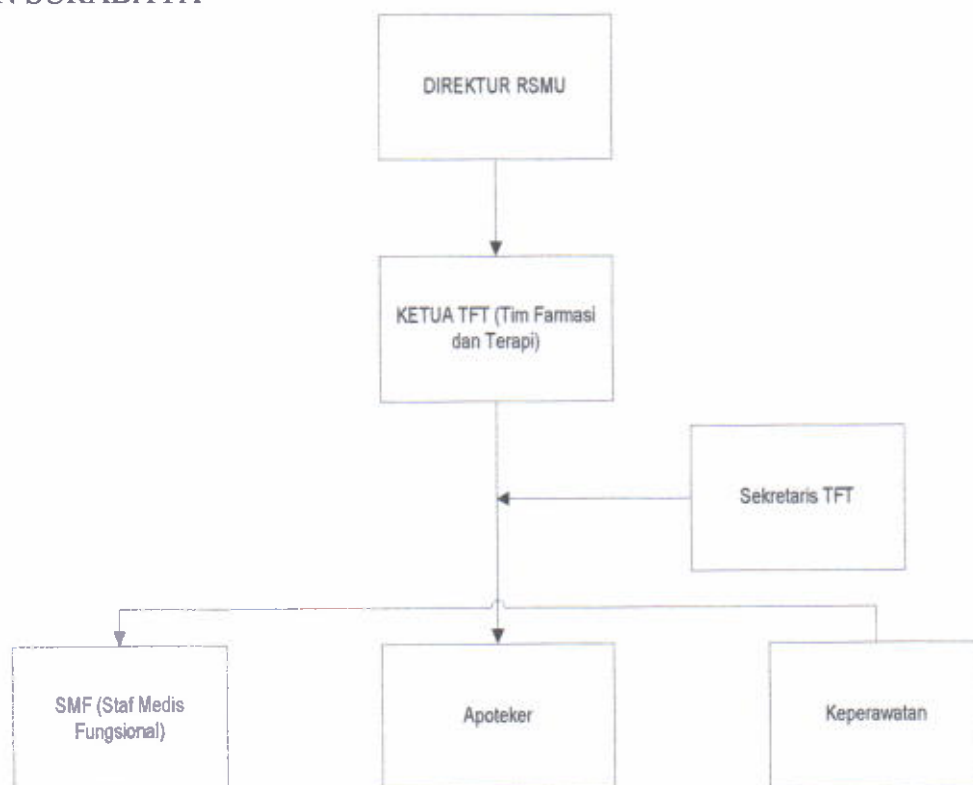 DIREKTUR RSMU
KETUA TFT (Tim Farmasi
dan Terapi)
Sekretaris TFT
SMF (Staf Medis
Fungsional)
Apoteker
Keperawatan